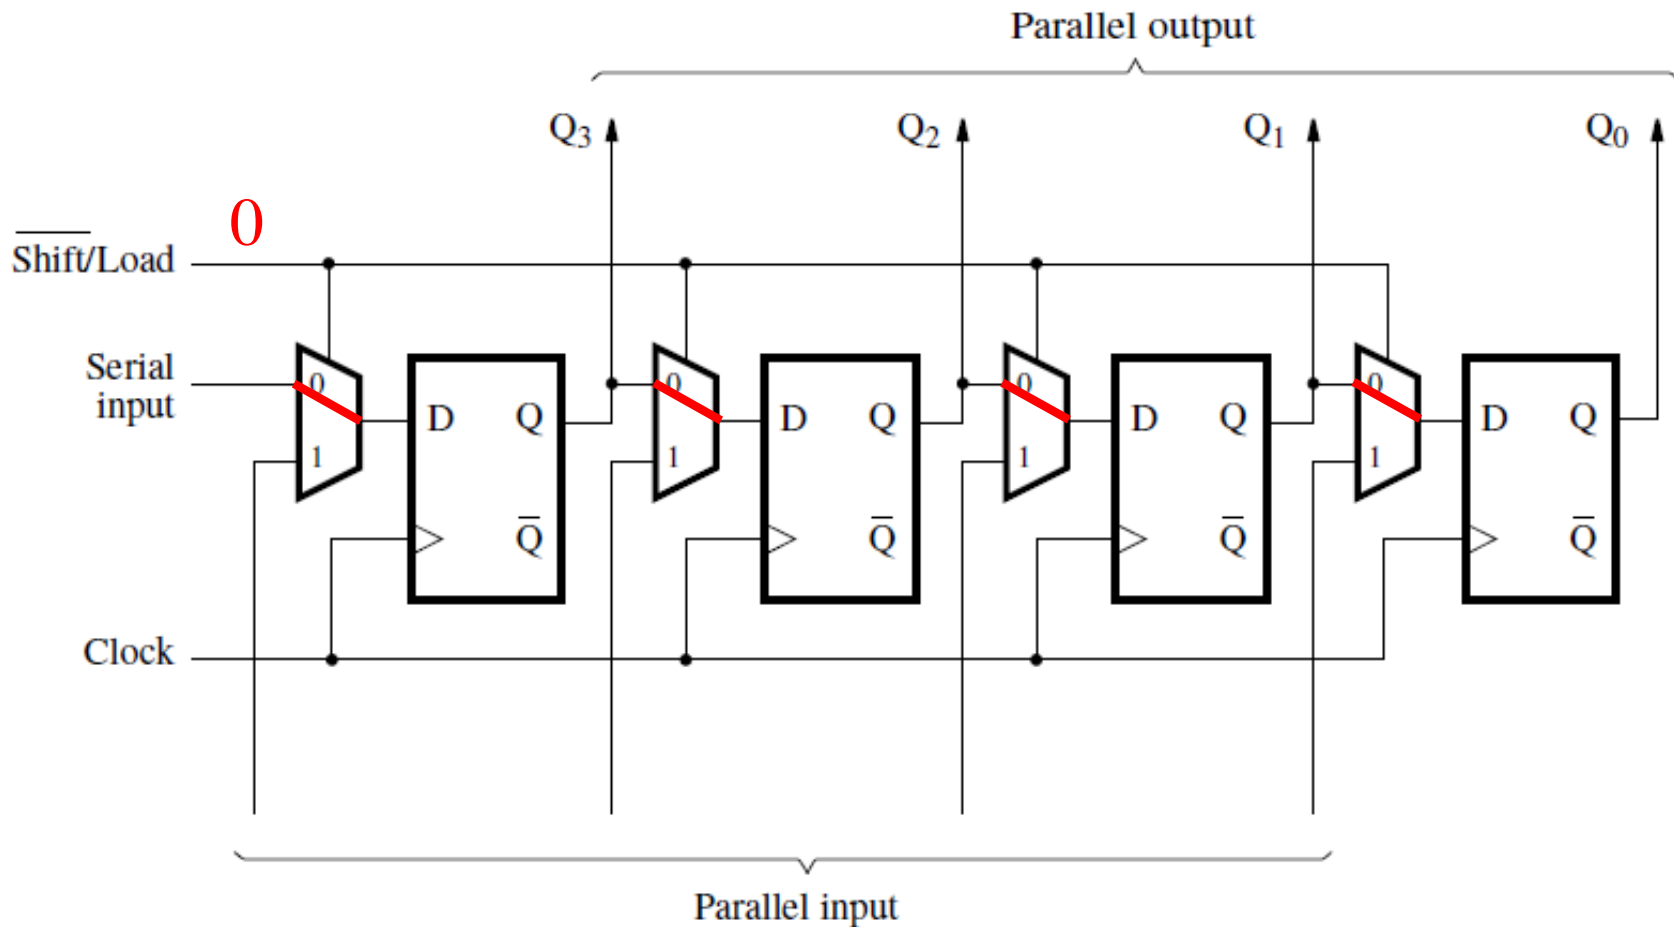 Parallel output
Q3 Q2 Q1 Q0
0
S̅h̅i̅f̅t̅/Load
Serial
input
0 0 0 0
D Q D Q D Q D Q
1 1 1 1
Q̅ Q̅ Q̅ Q̅
Clock
Parallel input